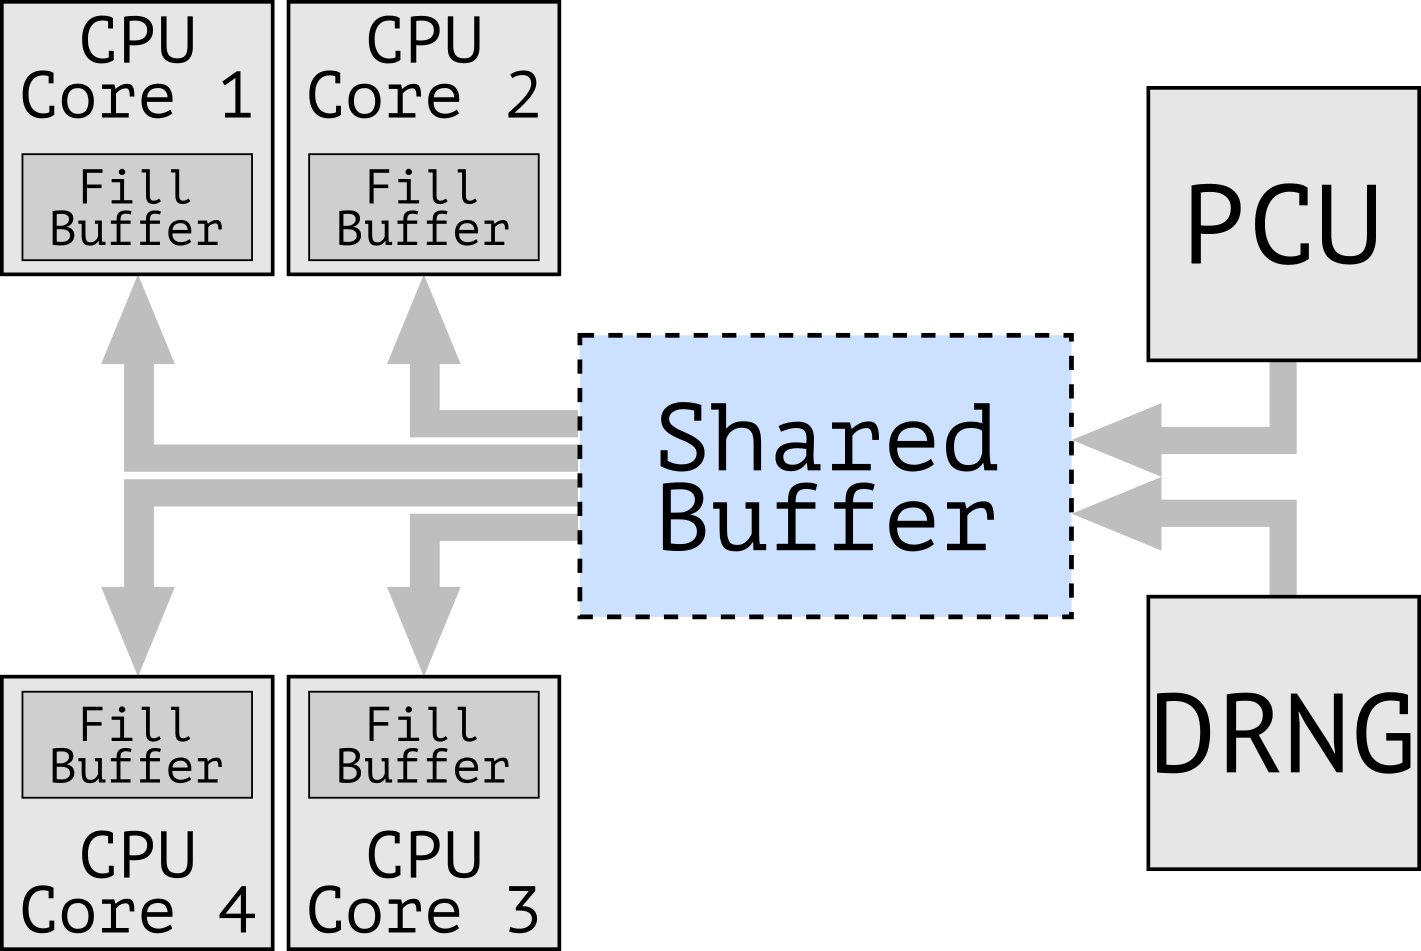 CPU
Core 1
Fill
Buffer
CPU
Core 2
Fill
Buffer
PCU
Shared
Buffer
Fill
Buffer
CPU
Core 4
Fill
Buffer
CPU
Core 3
DRNG